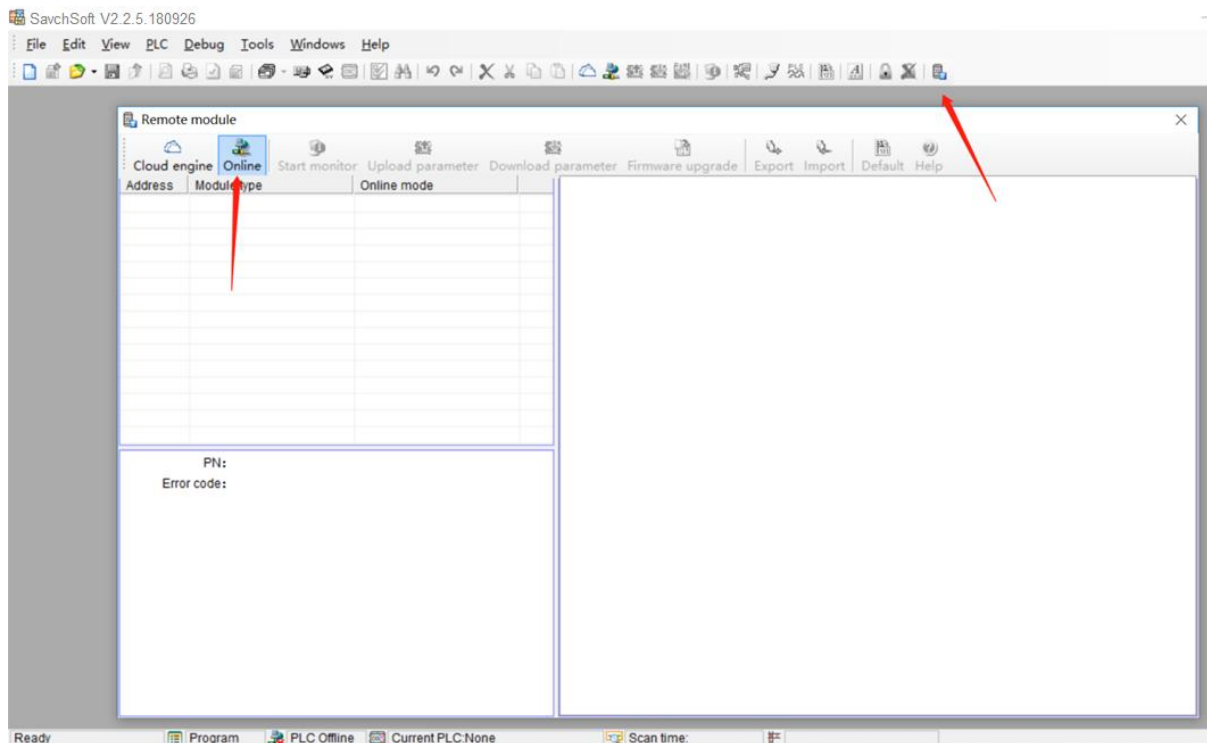 SavchSoft V2.2.5.180926
File Edit View PLC Debug Tools Windows Help
Remote module
Cloud engine Online Start monitor Upload parameter Download parameter Firmware upgrade Export Import Default Help
Address Module type Online mode
PN:
Error code:
Ready Program PLC Offline Current PLC:None Scan time: